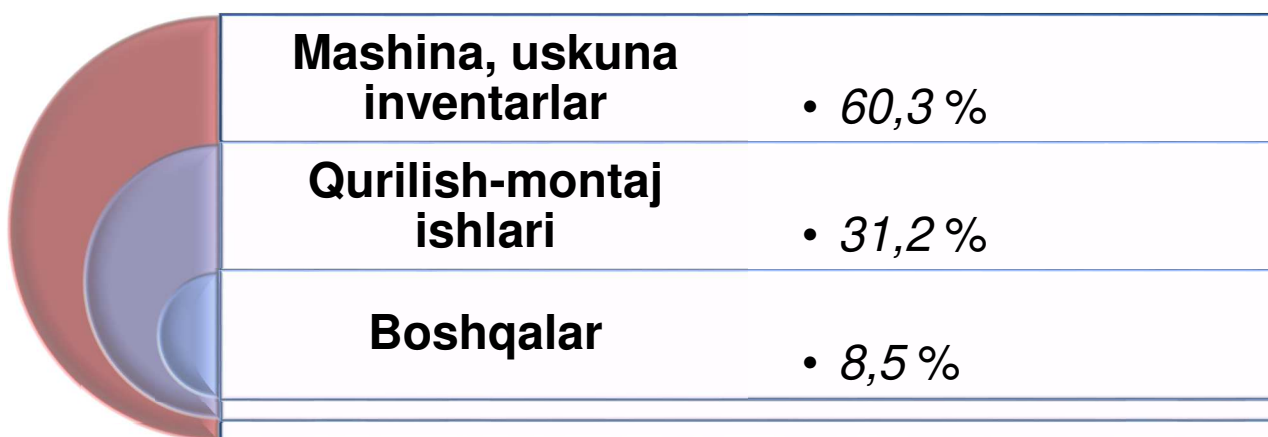 Mashina, uskuna
inventarlar
• 60,3 %
Qurilish-montaj
ishlari
• 31,2 %
Boshqalar
• 8,5 %